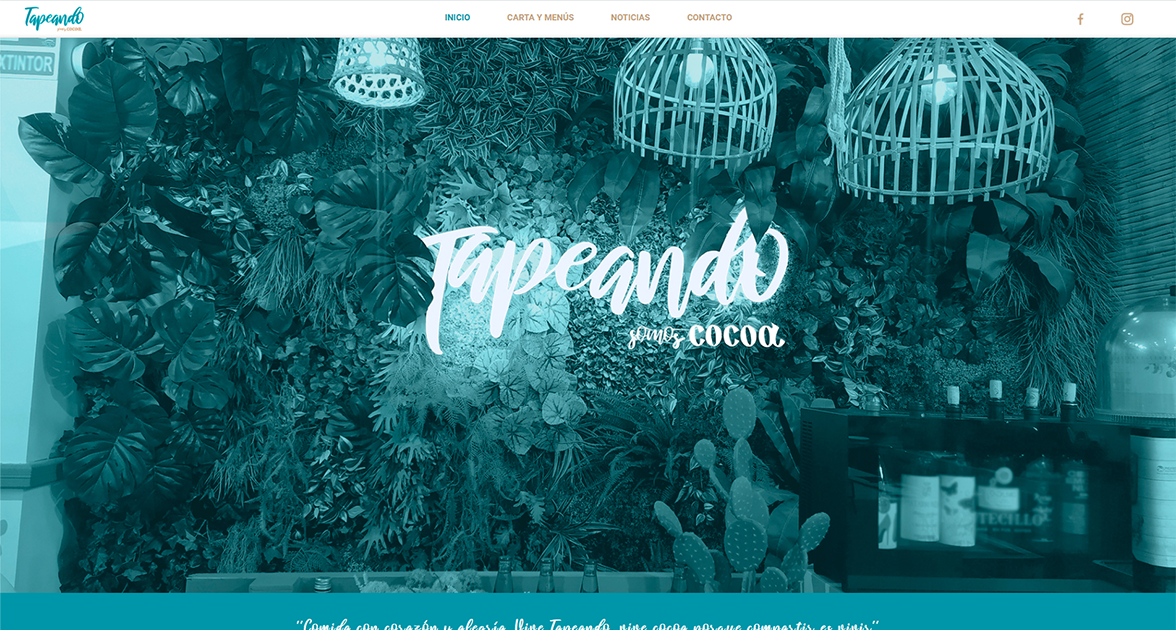 Tapeando
somos COCOA
INICIO
CARTA Y MENÚS
NOTICIAS
CONTACTO
XTINTOR
Tapeando
somos cocoa
TECILLO
"Comida con corazón y alegría. Vive Tapeando, vive cocoa porque compartir es vivir"